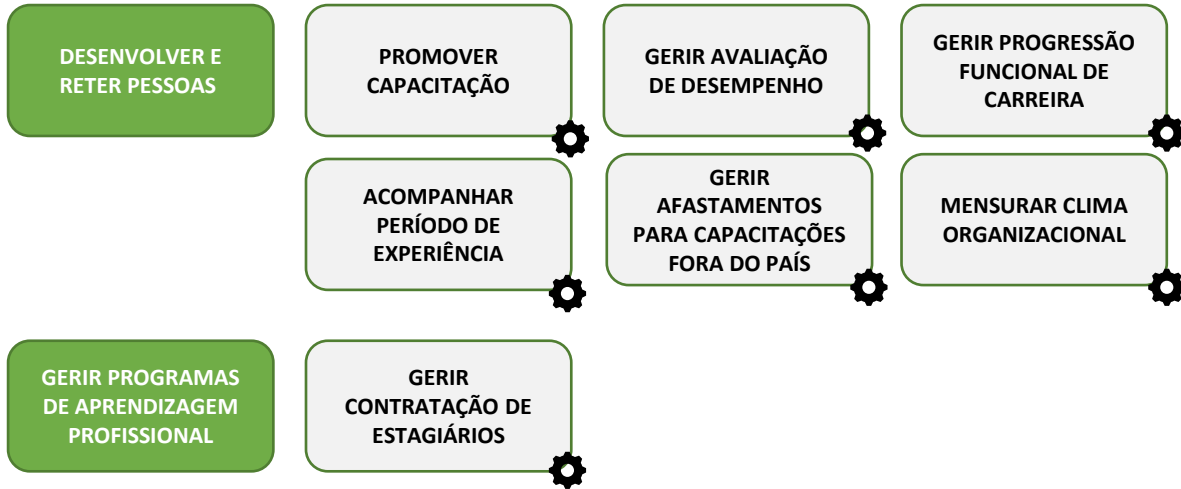 DESENVOLVER E
RETER PESSOAS
PROMOVER
CAPACITAÇÃO
GERIR AVALIAÇÃO
DE DESEMPENHO
GERIR PROGRESSÃO
FUNCIONAL DE
CARREIRA
ACOMPANHAR
PERÍODO DE
EXPERIÊNCIA
GERIR
AFASTAMENTOS
PARA CAPACITAÇÕES
FORA DO PAÍS
MENSURAR CLIMA
ORGANIZACIONAL
GERIR PROGRAMAS
DE APRENDIZAGEM
PROFISSIONAL
GERIR
CONTRATAÇÃO DE
ESTAGIÁRIOS